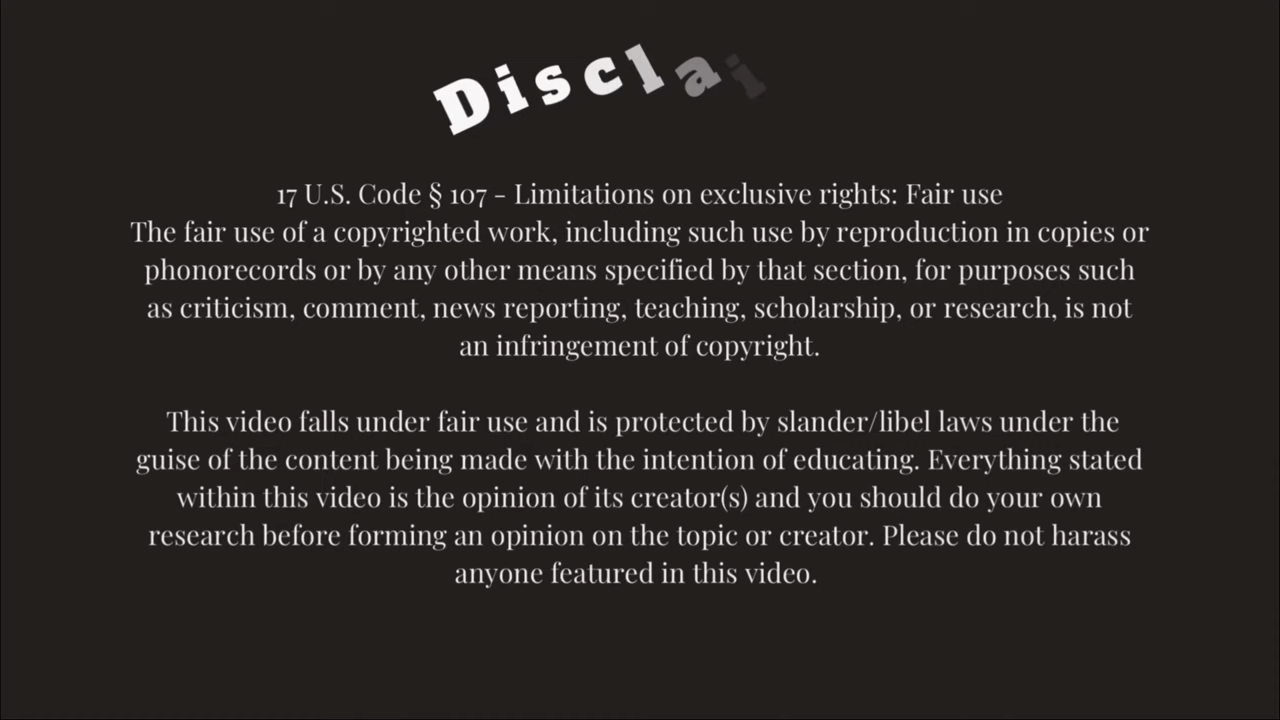 Disclai
17 U.S. Code § 107 - Limitations on exclusive rights: Fair use
The fair use of a copyrighted work, including such use by reproduction in copies or
phonorecords or by any other means specified by that section, for purposes such
as criticism, comment, news reporting, teaching, scholarship, or research, is not
an infringement of copyright.
This video falls under fair use and is protected by slander/libel laws under the
guise of the content being made with the intention of educating. Everything stated
within this video is the opinion of its creator(s) and you should do your own
research before forming an opinion on the topic or creator. Please do not harass
anyone featured in this video.